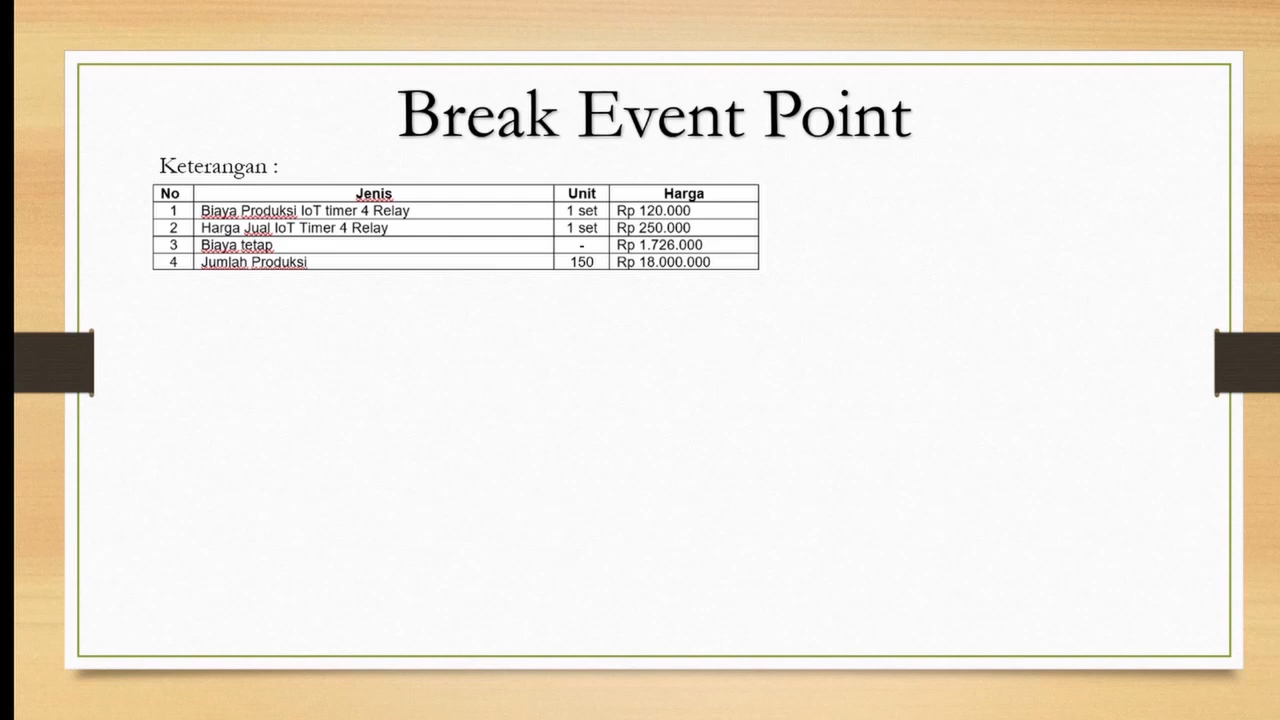 Break Event Point
Keterangan :
No Jenis Unit Harga
1 Biaya Produksi IoT timer 4 Relay 1 set Rp 120.000
2 Harga Jual IoT Timer 4 Relay 1 set Rp 250.000
3 Biaya tetap - Rp 1.726.000
4 Jumlah Produksi 150 Rp 18.000.000